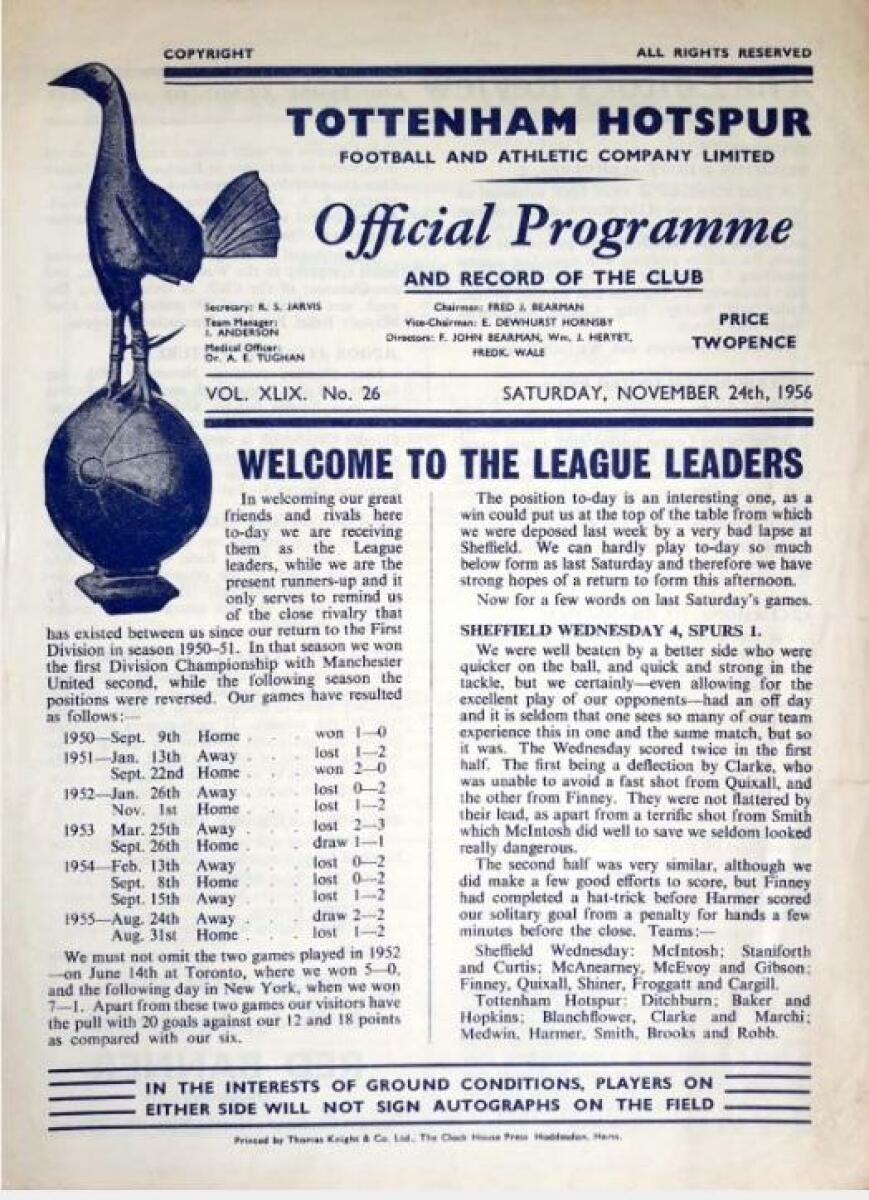 COPYRIGHT
ALL RIGHTS RESERVED
TOTTENHAM HOTSPUR
FOOTBALL AND ATHLETIC COMPANY LIMITED
Official Programme
AND RECORD OF THE CLUB
Secretary: R. S. JARVIS
Team Manager:
J. ANDERSON
Medical Officer:
Dr. A. E. TUGHAN
Chairman: FRED J. BEARMAN
Vice-Chairman: E. DEWHURST HORNSBY
Directors: F. JOHN BEARMAN, Wm. J. HERYET,
FREDK. WALE
PRICE
TWOPENCE
VOL. XLIX. No. 26
SATURDAY, NOVEMBER 24th, 1956
WELCOME TO THE LEAGUE LEADERS
In welcoming our great
friends and rivals here
to-day we are receiving
them as the League
leaders, while we are the
present runners-up and it
only serves to remind us
of the close rivalry that
has existed between us since our return to the First
Division in season 1950–51. In that season we won
the first Division Championship with Manchester
United second, while the following season the
positions were reversed. Our games have resulted
as follows:—
1950—Sept. 9th Home . . . won 1—0
1951—Jan. 13th Away . . . lost 1—2
Sept. 22nd Home . . . won 2—0
1952—Jan. 26th Away . . . lost 0—2
Nov. 1st Home . . . lost 1—2
1953 Mar. 25th Away . . . lost 2—3
Sept. 26th Home . . . draw 1—1
1954—Feb. 13th Away . . . lost 0—2
Sept. 8th Home . . . lost 0—2
Sept. 15th Away . . . lost 1—2
1955—Aug. 24th Away . . . draw 2—2
Aug. 31st Home . . . lost 1—2
We must not omit the two games played in 1952
—on June 14th at Toronto, where we won 5—0,
and the following day in New York, when we won
7—1. Apart from these two games our visitors have
the pull with 20 goals against our 12 and 18 points
as compared with our six.
The position to-day is an interesting one, as a
win could put us at the top of the table from which
we were deposed last week by a very bad lapse at
Sheffield. We can hardly play to-day so much
below form as last Saturday and therefore we have
strong hopes of a return to form this afternoon.
Now for a few words on last Saturday's games.
SHEFFIELD WEDNESDAY 4, SPURS 1.
We were well beaten by a better side who were
quicker on the ball, and quick and strong in the
tackle, but we certainly—even allowing for the
excellent play of our opponents—had an off day
and it is seldom that one sees so many of our team
experience this in one and the same match, but so
it was. The Wednesday scored twice in the first
half. The first being a deflection by Clarke, who
was unable to avoid a fast shot from Quixall, and
the other from Finney. They were not flattered by
their lead, as apart from a terrific shot from Smith
which McIntosh did well to save we seldom looked
really dangerous.
The second half was very similar, although we
did make a few good efforts to score, but Finney
had completed a hat-trick before Harmer scored
our solitary goal from a penalty for hands a few
minutes before the close. Teams:—
Sheffield Wednesday: McIntosh; Staniforth
and Curtis; McAnearney, McEvoy and Gibson;
Finney, Quixall, Shiner, Froggatt and Cargill.
Tottenham Hotspur: Ditchburn; Baker and
Hopkins; Blanchflower, Clarke and Marchi;
Medwin, Harmer, Smith, Brooks and Robb.
IN THE INTERESTS OF GROUND CONDITIONS, PLAYERS ON
EITHER SIDE WILL NOT SIGN AUTOGRAPHS ON THE FIELD
Printed by Thomas Knight & Co. Ltd., The Clock House Press Hoddesdon, Herts.